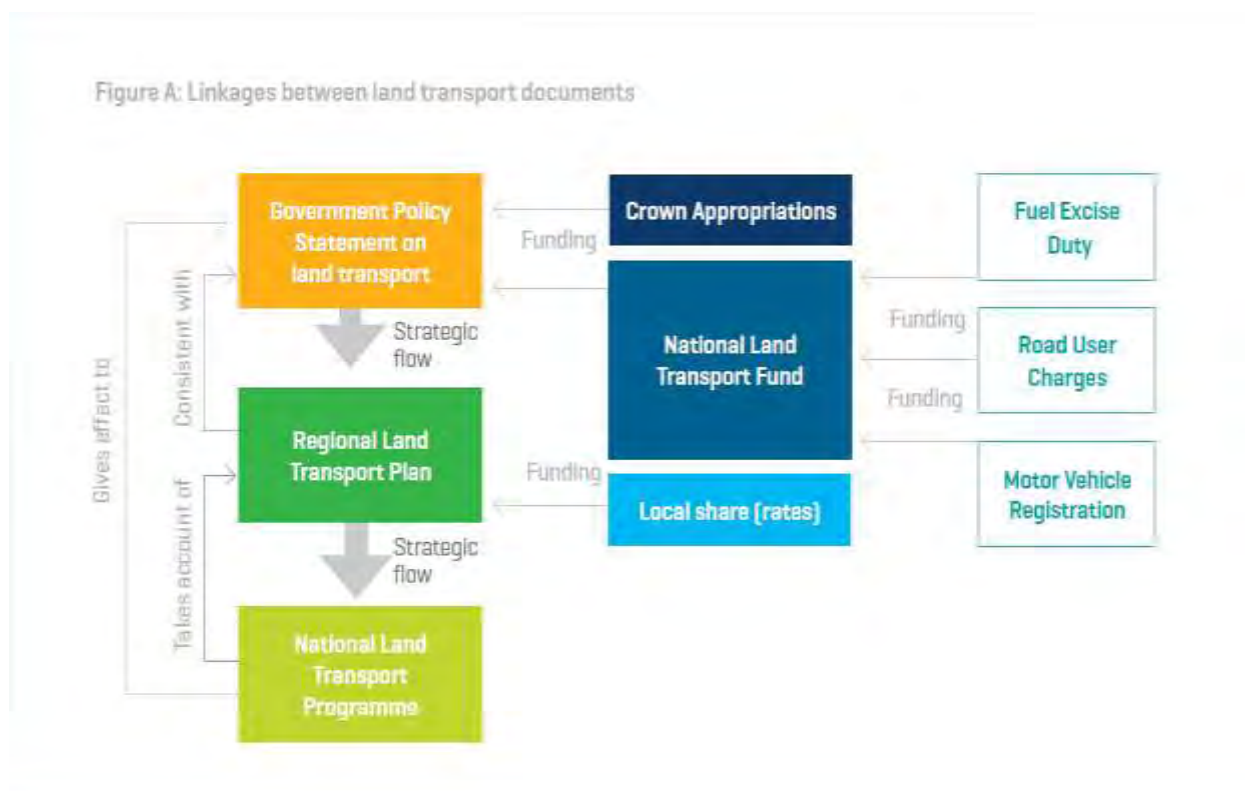 Figure A: Linkages between land transport documents
Government Policy
Statement on
land transport
Crown Appropriations
Fuel Excise
Duty
Funding
Consistent with
Strategic
flow
National Land
Transport Fund
Funding
Road User
Charges
Gives effect to
Funding
Regional Land
Transport Plan
Funding
Local share (rates)
Motor Vehicle
Registration
Takes account of
Strategic
flow
National Land
Transport
Programme